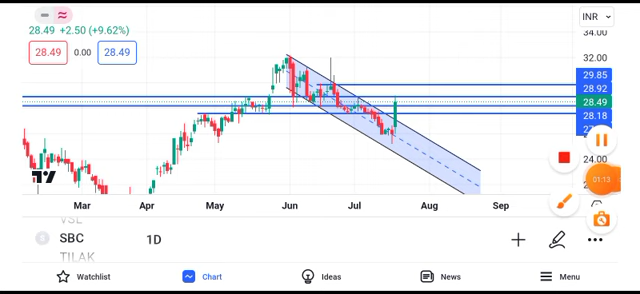 28.49 +2.50 (+9.62%)
INR
28.49 0.00 28.49
34.00
32.00
29.85
28.92
28.49
28.18
24.00
01:13
Mar Apr May Jun Jul Aug Sep
VSL
SBC 1D
TILAK
Watchlist Chart Ideas News Menu